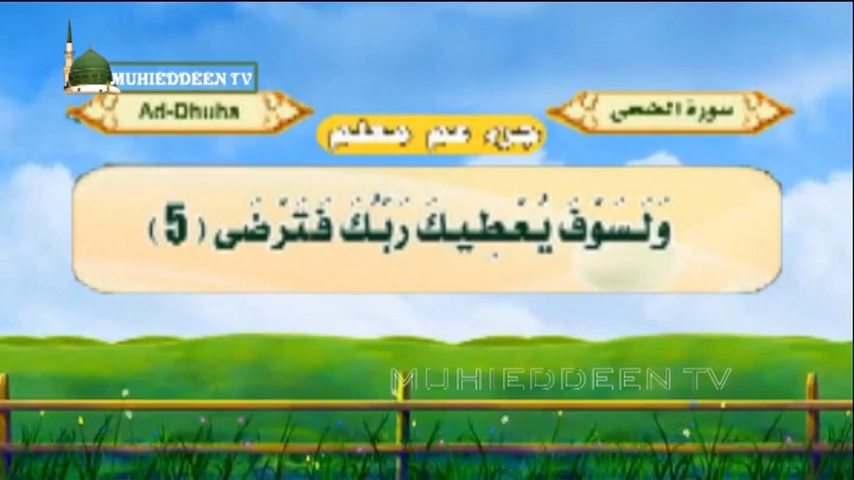 MUHIEDDEEN TV
Ad-Dhuha
سورة الضحى
جزء عم معلم
وَلَسَوْفَ يُعْطِيكَ رَبُّكَ فَتَرْضَى (5)
MUHIEDDEEN TV